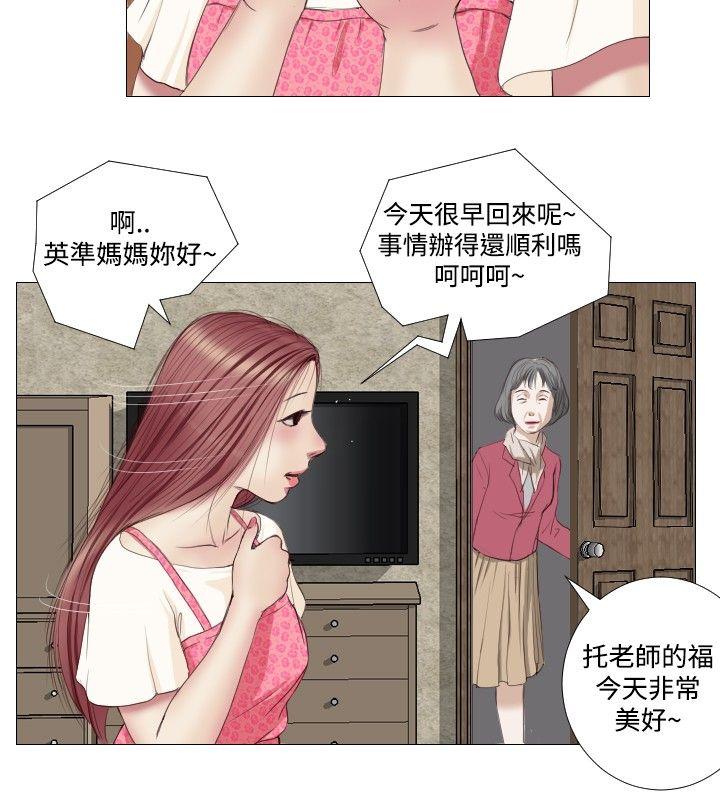 啊..
英準媽媽妳好~
今天很早回來呢~
事情辦得還順利嗎
呵呵呵~
托老師的福
今天非常
美好~